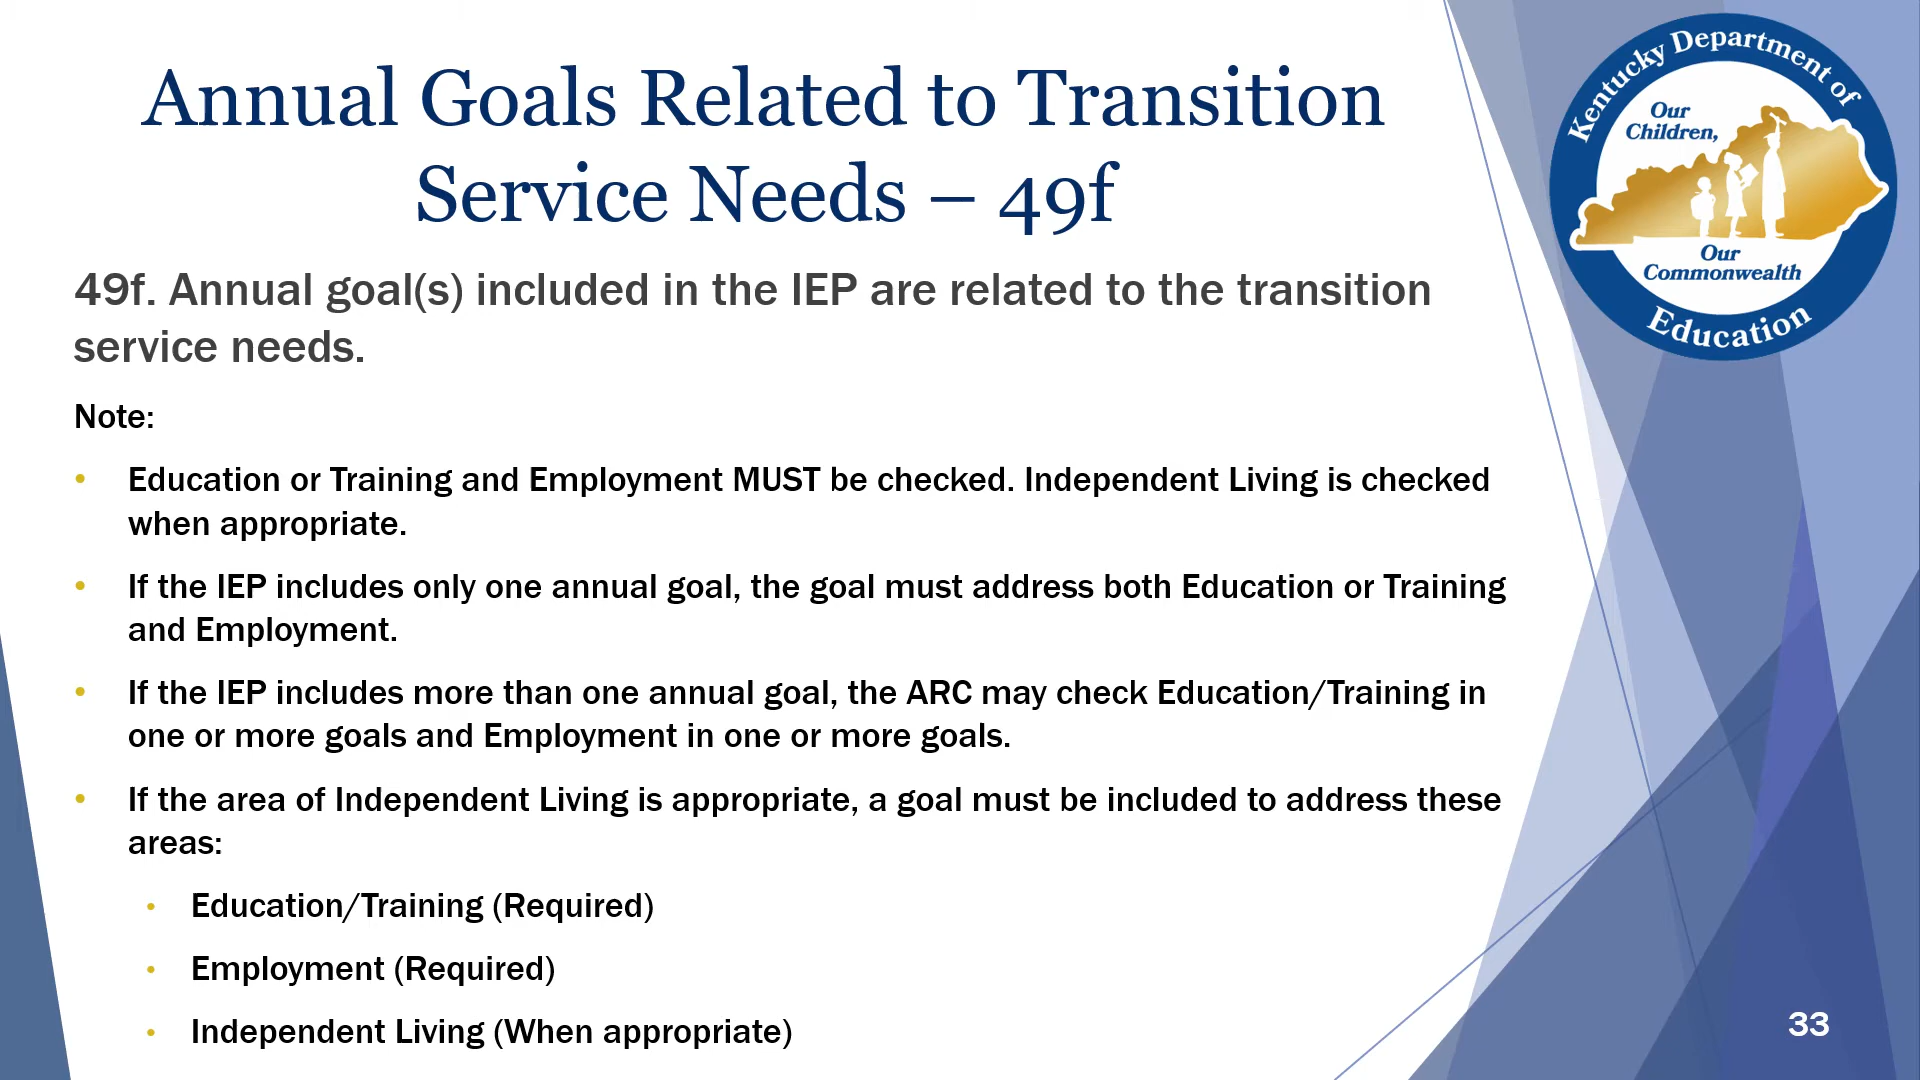 Annual Goals Related to Transition
Service Needs – 49f
Kentucky Department of
Our
Children,
Our
Commonwealth
Education
49f. Annual goal(s) included in the IEP are related to the transition
service needs.
Note:
• Education or Training and Employment MUST be checked. Independent Living is checked
when appropriate.
• If the IEP includes only one annual goal, the goal must address both Education or Training
and Employment.
• If the IEP includes more than one annual goal, the ARC may check Education/Training in
one or more goals and Employment in one or more goals.
• If the area of Independent Living is appropriate, a goal must be included to address these
areas:
• Education/Training (Required)
• Employment (Required)
• Independent Living (When appropriate)
33